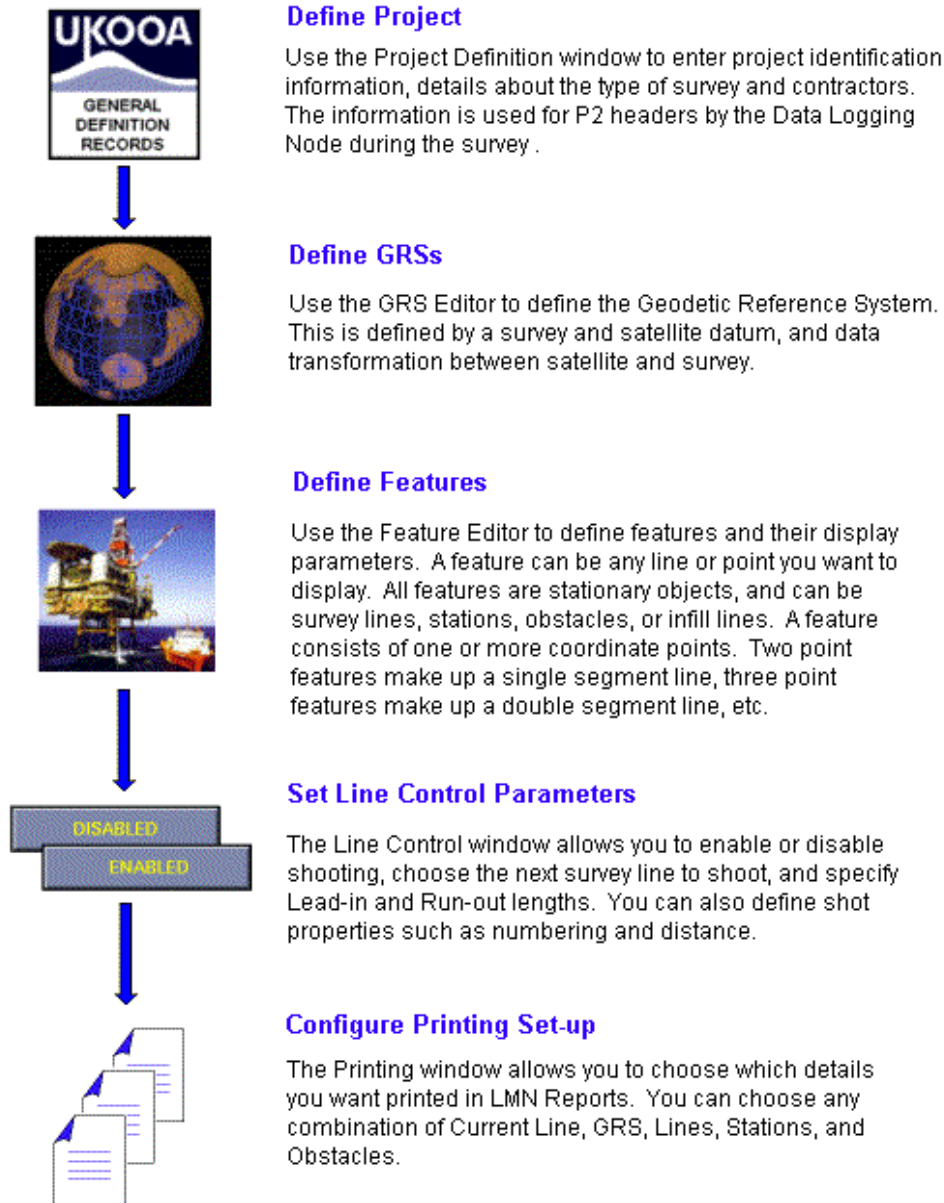 UKOOA
GENERAL
DEFINITION
RECORDS
Define Project
Use the Project Definition window to enter project identification
information, details about the type of survey and contractors.
The information is used for P2 headers by the Data Logging
Node during the survey .
Define GRSs
Use the GRS Editor to define the Geodetic Reference System.
This is defined by a survey and satellite datum, and data
transformation between satellite and survey.
Define Features
Use the Feature Editor to define features and their display
parameters. A feature can be any line or point you want to
display. All features are stationary objects, and can be
survey lines, stations, obstacles, or infill lines. A feature
consists of one or more coordinate points. Two point
features make up a single segment line, three point
features make up a double segment line, etc.
DISABLED
ENABLED
Set Line Control Parameters
The Line Control window allows you to enable or disable
shooting, choose the next survey line to shoot, and specify
Lead-in and Run-out lengths. You can also define shot
properties such as numbering and distance.
Configure Printing Set-up
The Printing window allows you to choose which details
you want printed in LMN Reports. You can choose any
combination of Current Line, GRS, Lines, Stations, and
Obstacles.